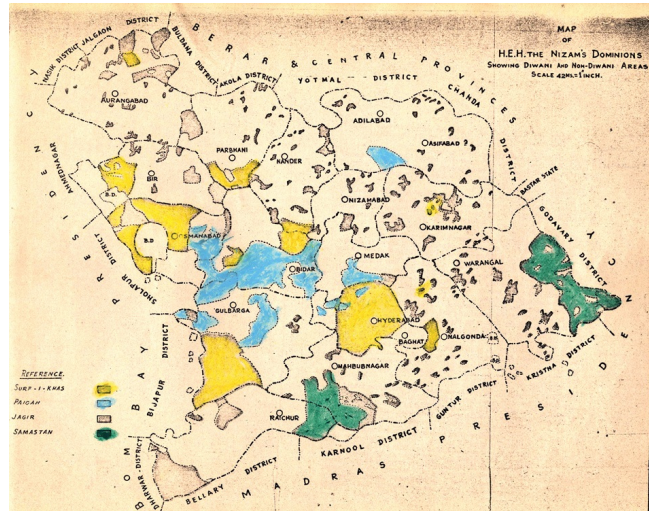 MAP
OF
H.E.H. THE NIZAM'S DOMINIONS
SHOWING DIWANI AND NON-DIWANI AREAS
SCALE 42MLS=1 INCH.
BERAR & CENTRAL PROVINCES
NASIK DISTRICT
JALGAON DISTRICT
BULDANA DISTRICT
AKOLA DISTRICT
YOTMAL DISTRICT
CHANDA
DISTRICT
BASTAR STATE
GODAVARY DISTRICT
AURANGABAD
ADILABAD
ASIFABAD ?
PARBHANI
NANDER
BIR
NIZAMABAD
KARIMNAGAR
AHMEDNAGAR
DISTRICT
B.D.
B.D
OSMANABAD
SHOLAPUR DISTRICT
BIDAR
MEDAK
WARANGAL
GULBARGA
HYDERABAD
BAGHAT
NALGONDA
MAHBUBNAGAR
RAICHUR
BIJAPUR DISTRICT
DHARWAR-DISTRICT
BELLARY DISTRICT
KARNOOL DISTRICT
GUNTUR DISTRICT
KRISTNA DISTRICT
BOMBAY PRESIDENCY
MADRAS PRESIDENCY
REFERENCE.
SURF-I-KHAS
PAIGAH
JAGIR
SAMASTAN